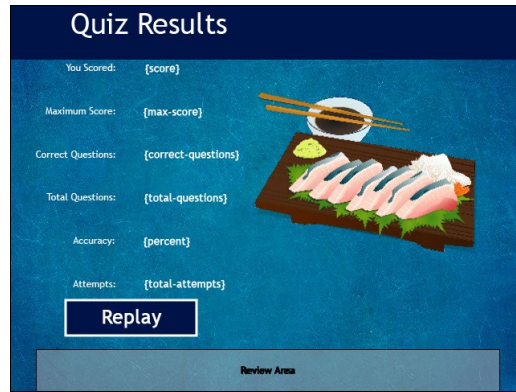 Quiz Results
You Scored: {score}
Maximum Score: {max-score}
Correct Questions: {correct-questions}
Total Questions: {total-questions}
Accuracy: {percent}
Attempts: {total-attempts}
Replay
Review Area